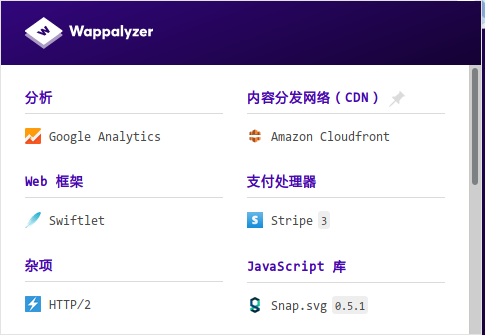 Wappalyzer
分析
Google Analytics
Web 框架
Swiftlet
杂项
HTTP/2
内容分发网络（CDN）
Amazon Cloudfront
支付处理器
Stripe 3
JavaScript 库
Snap.svg 0.5.1